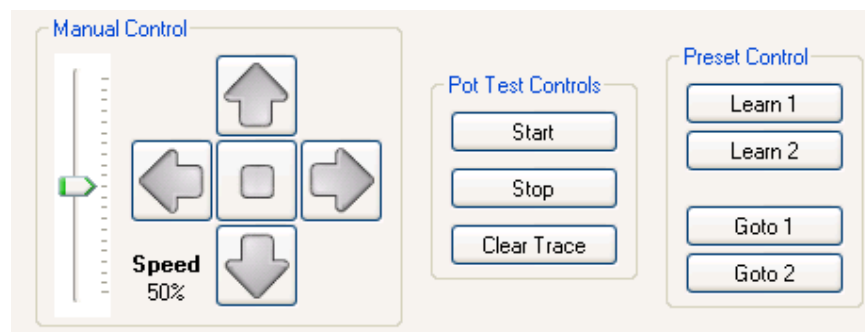 Manual Control
Speed
50%
Pot Test Controls
Start
Stop
Clear Trace
Preset Control
Learn 1
Learn 2
Goto 1
Goto 2